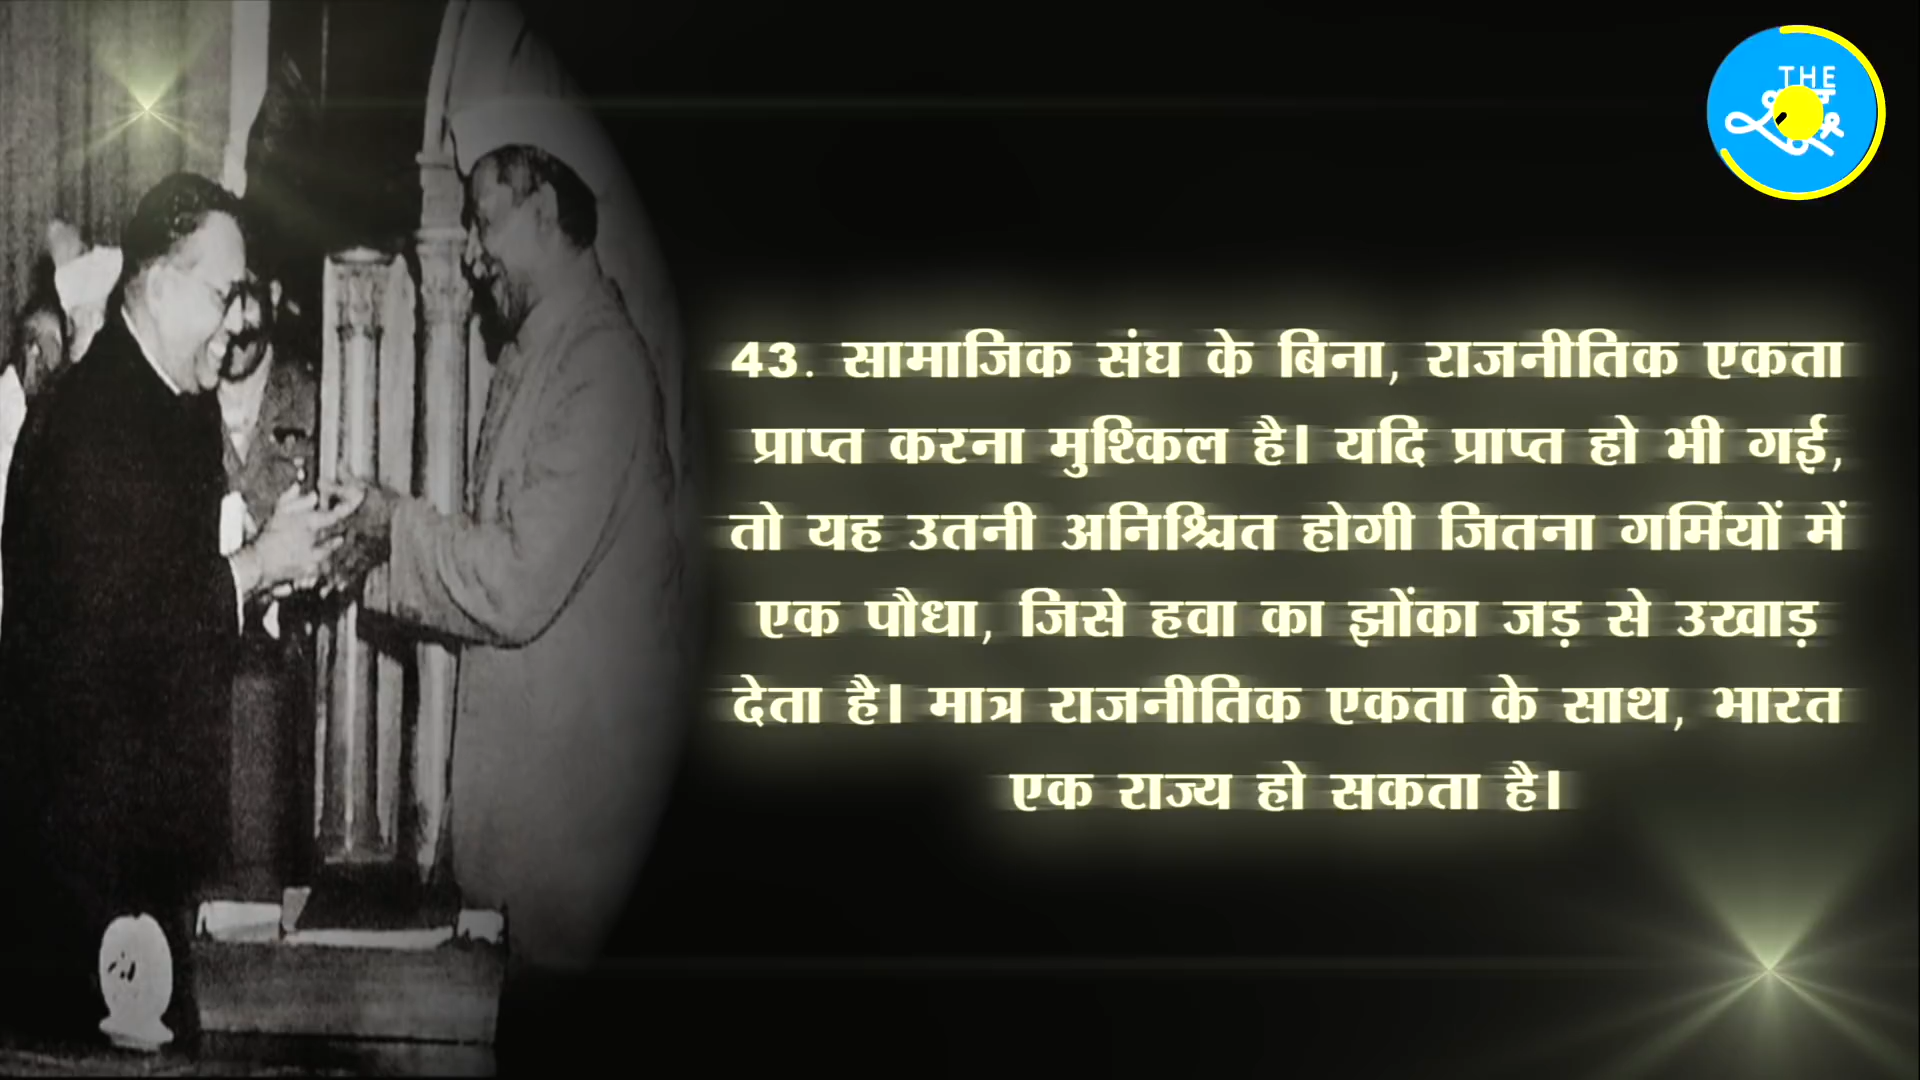 THE
43. सामाजिक संघ के बिना, राजनीतिक एकता
प्राप्त करना मुश्किल है। यदि प्राप्त हो भी गई,
तो यह उतनी अनिश्चित होगी जितना गर्मियों में
एक पौधा, जिसे हवा का झोंका जड़ से उखाड़
देता है। मात्र राजनीतिक एकता के साथ, भारत
एक राज्य हो सकता है।